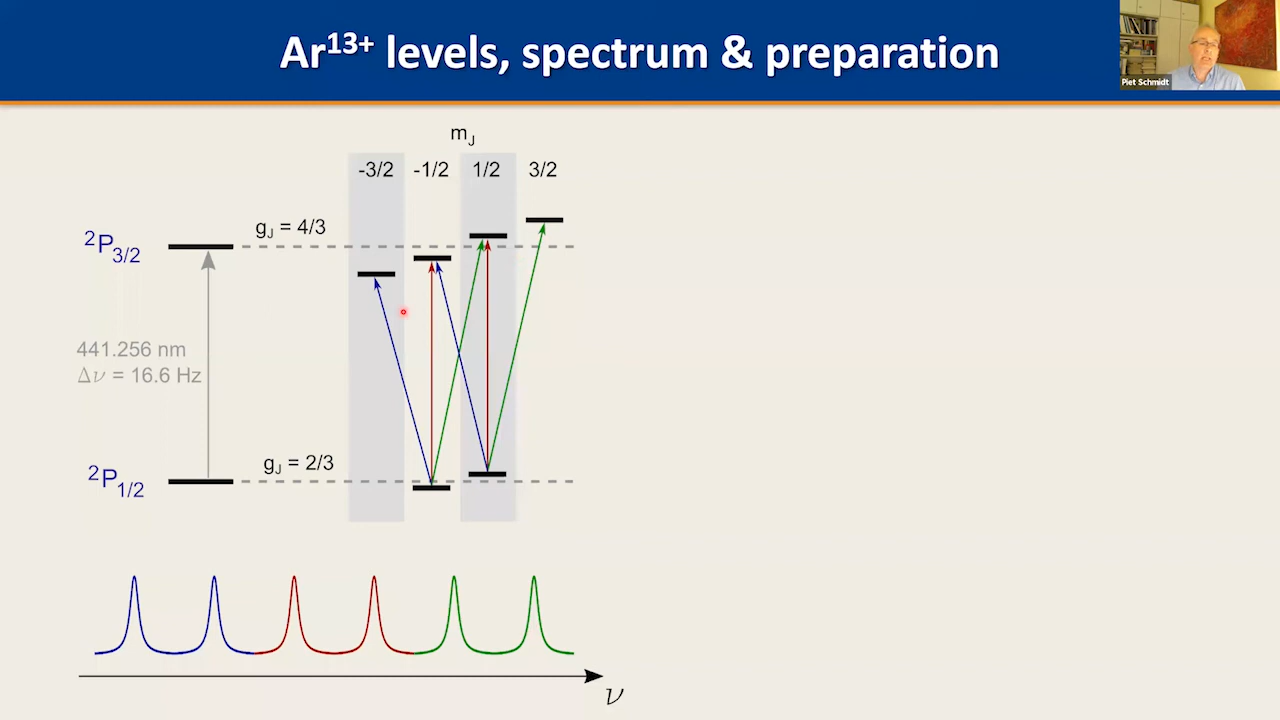 Ar13+ levels, spectrum & preparation
Piet Schmidt
mJ
-3/2 -1/2 1/2 3/2
gJ = 4/3
2P3/2
441.256 nm
Δν = 16.6 Hz
gJ = 2/3
2P1/2
ν